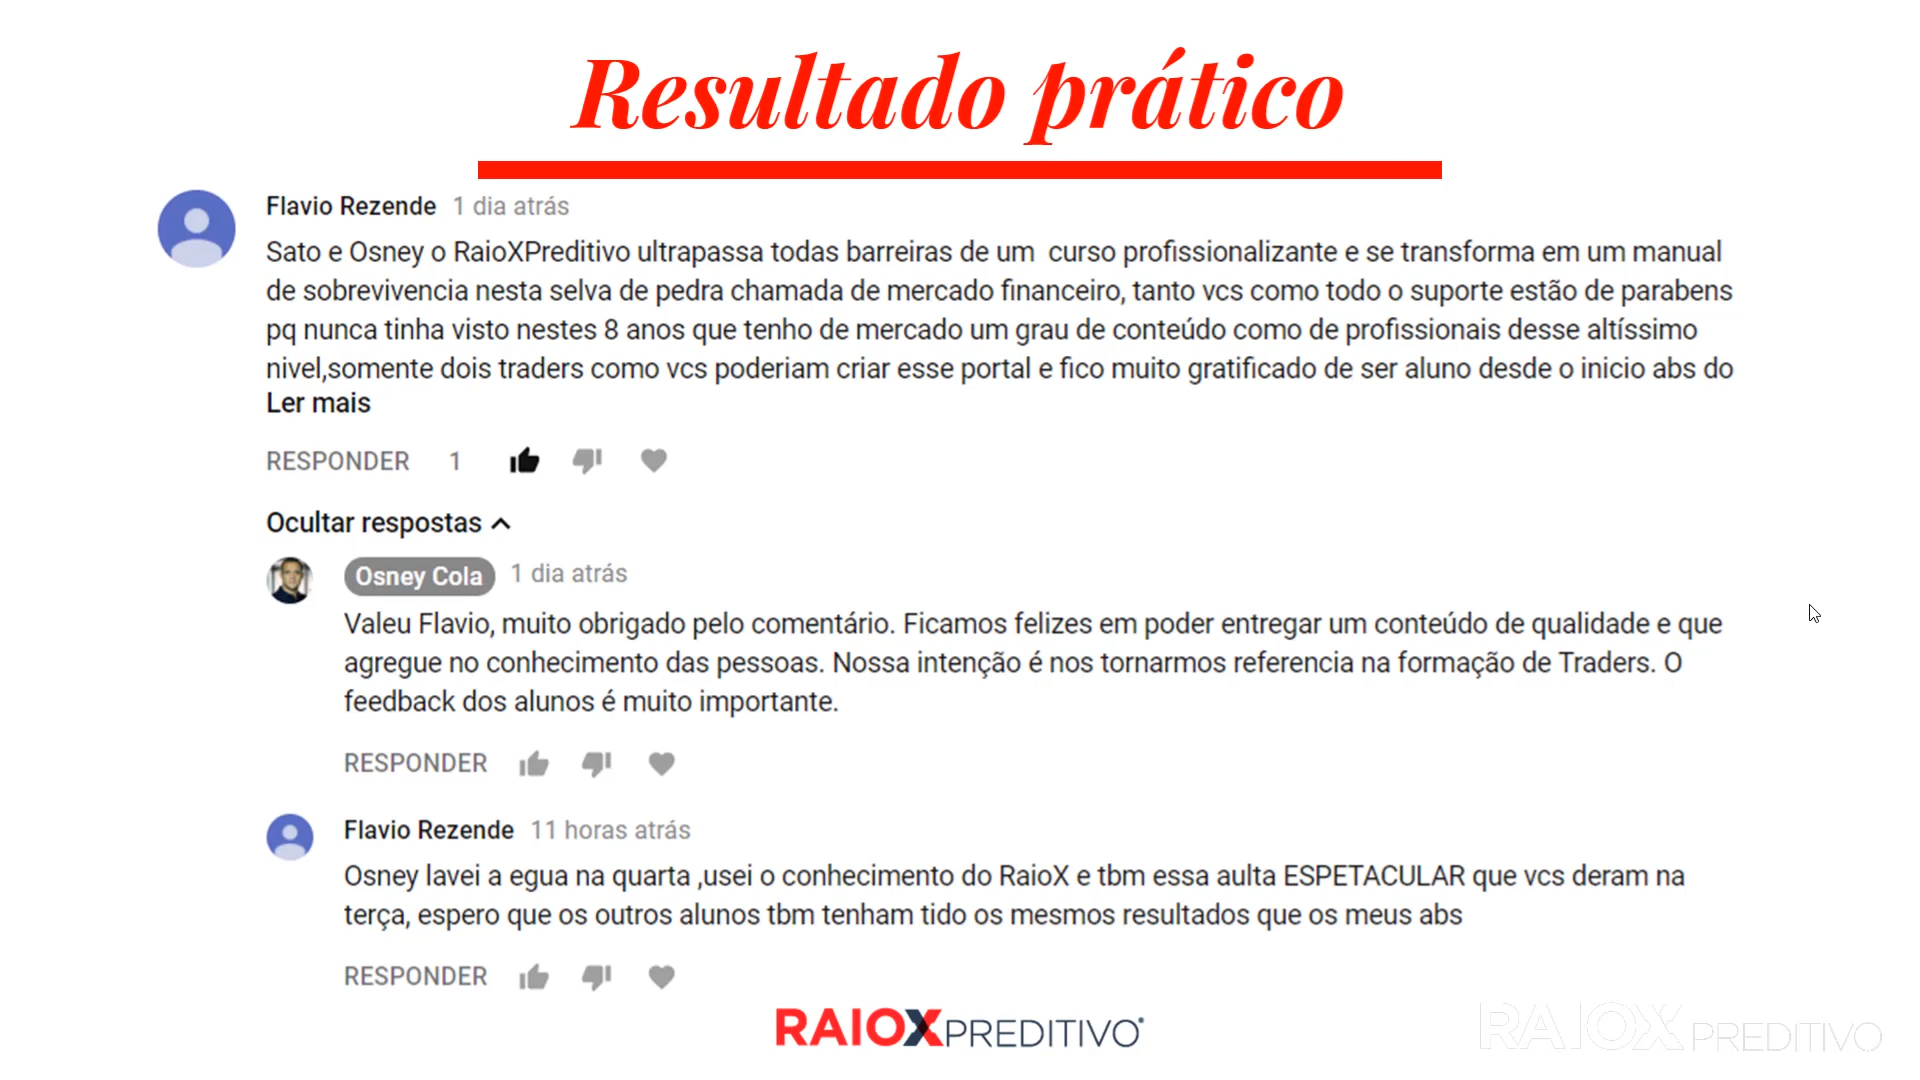 Resultado prático
Flavio Rezende 1 dia atrás
Sato e Osney o RaioXPreditivo ultrapassa todas barreiras de um curso profissionalizante e se transforma em um manual
de sobrevivencia nesta selva de pedra chamada de mercado financeiro, tanto vcs como todo o suporte estão de parabens
pq nunca tinha visto nestes 8 anos que tenho de mercado um grau de conteúdo como de profissionais desse altíssimo
nivel,somente dois traders como vcs poderiam criar esse portal e fico muito gratificado de ser aluno desde o inicio abs do
Ler mais
RESPONDER 1
Ocultar respostas
Osney Cola 1 dia atrás
Valeu Flavio, muito obrigado pelo comentário. Ficamos felizes em poder entregar um conteúdo de qualidade e que
agregue no conhecimento das pessoas. Nossa intenção é nos tornarmos referencia na formação de Traders. O
feedback dos alunos é muito importante.
RESPONDER
Flavio Rezende 11 horas atrás
Osney lavei a egua na quarta ,usei o conhecimento do RaioX e tbm essa aulta ESPETACULAR que vcs deram na
terça, espero que os outros alunos tbm tenham tido os mesmos resultados que os meus abs
RESPONDER
RAIOXPREDITIVO
RAIOX PREDITIVO